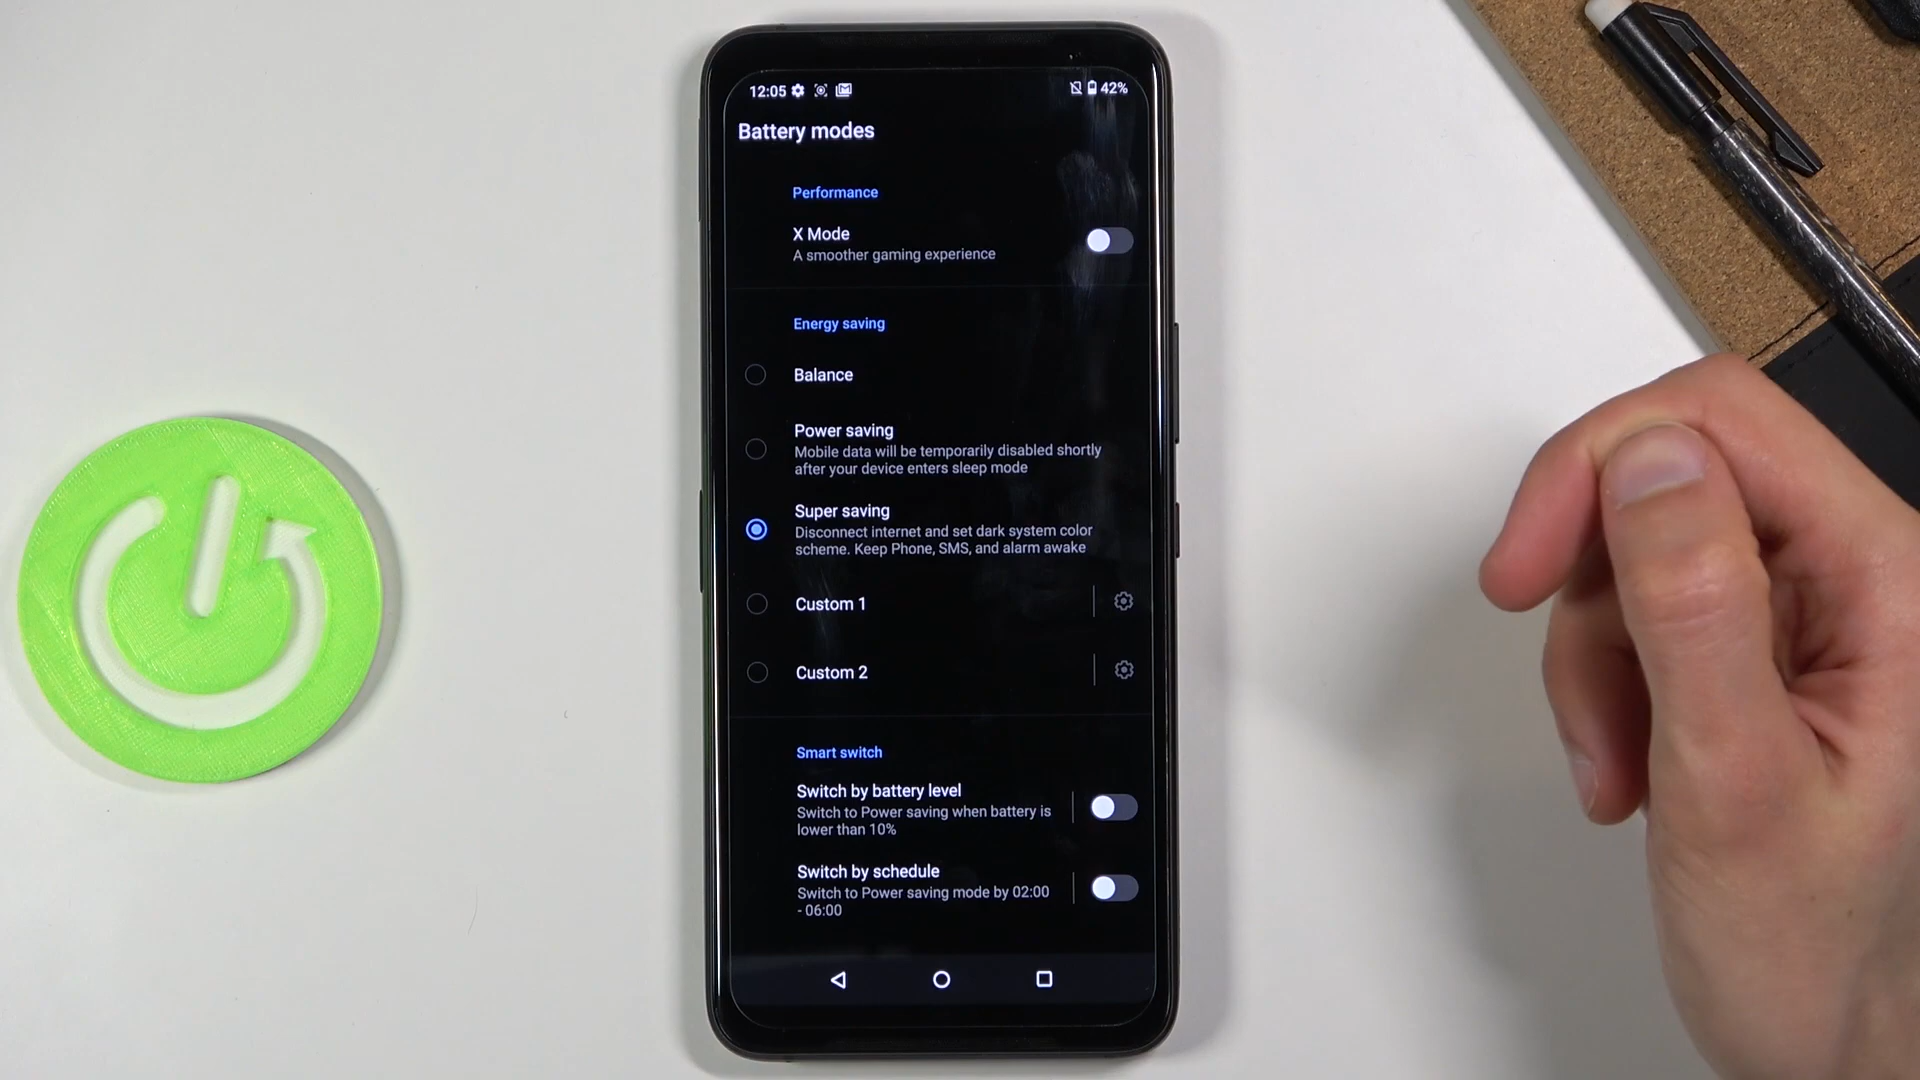 12:05 42%
Battery modes
Performance
X Mode
A smoother gaming experience
Energy saving
Balance
Power saving
Mobile data will be temporarily disabled shortly
after your device enters sleep mode
Super saving
Disconnect internet and set dark system color
scheme. Keep Phone, SMS, and alarm awake
Custom 1
Custom 2
Smart switch
Switch by battery level
Switch to Power saving when battery is
lower than 10%
Switch by schedule
Switch to Power saving mode by 02:00
- 06:00